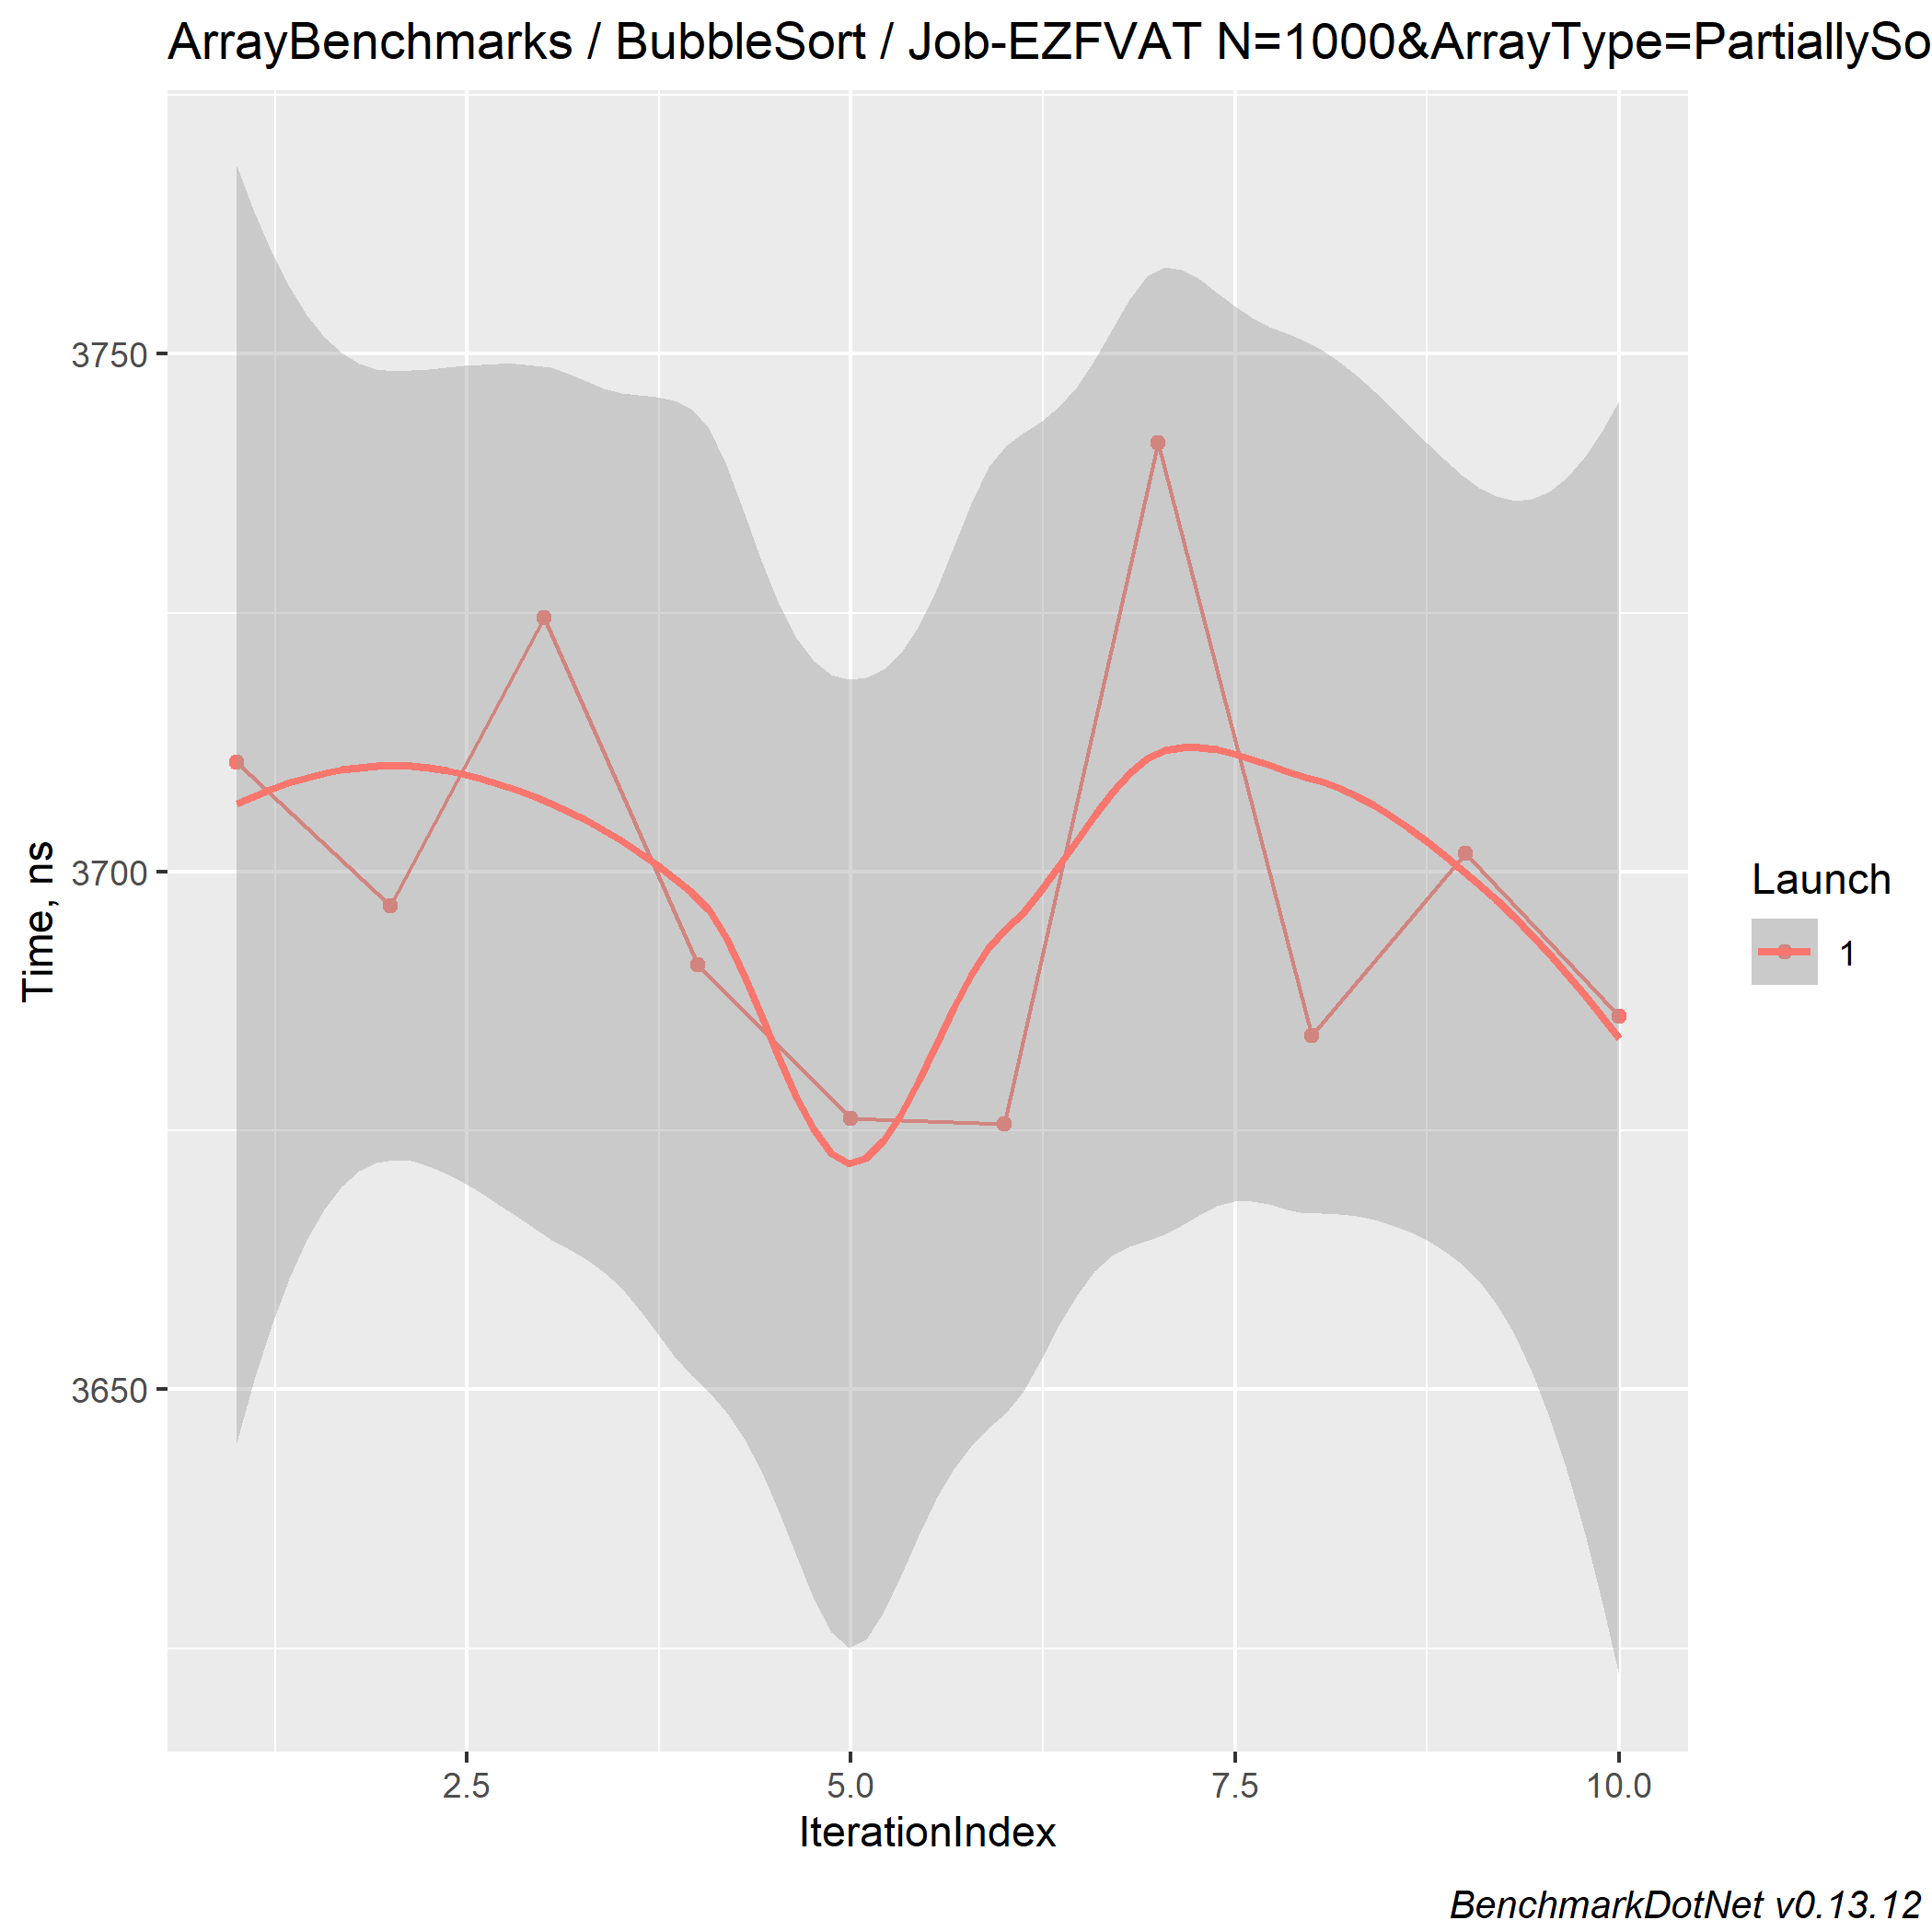 ArrayBenchmarks / BubbleSort / Job-EZFVAT N=1000&ArrayType=PartiallySo
3750
3700
3650
Time, ns
2.5 5.0 7.5 10.0
IterationIndex
Launch
1
BenchmarkDotNet v0.13.12